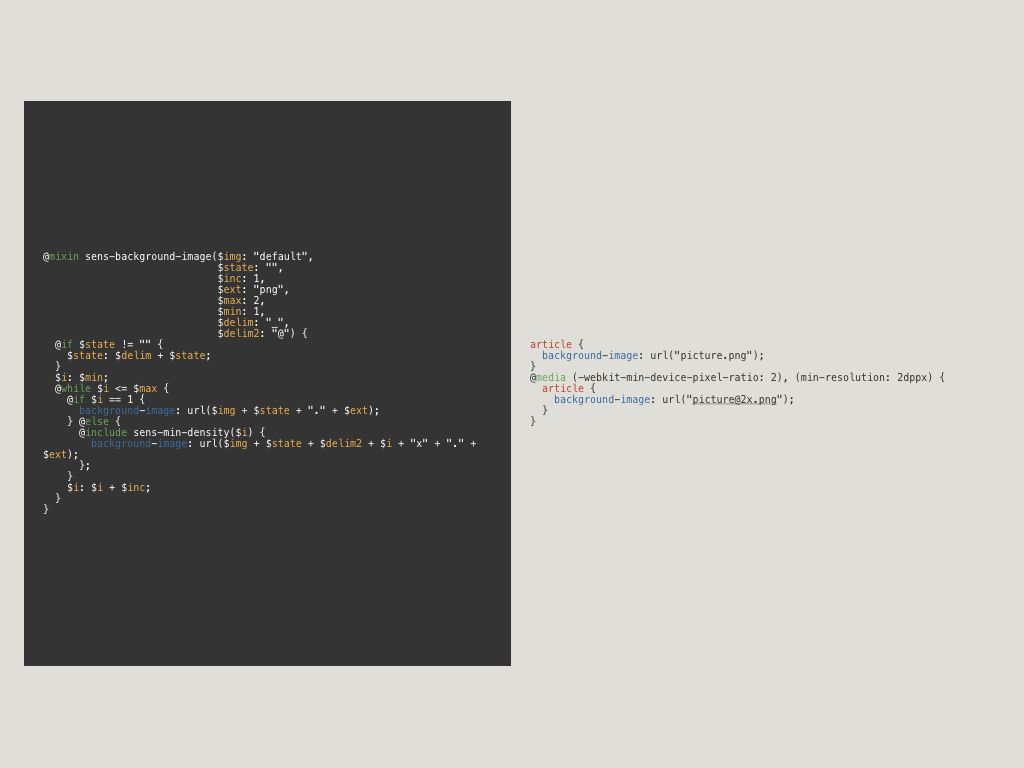 @mixin sens-background-image($img: "default",
                             $state: "",
                             $inc: 1,
                             $ext: "png",
                             $max: 2,
                             $min: 1,
                             $delim: "_",
                             $delim2: "@") {
  @if $state != "" {
    $state: $delim + $state;
  }
  $i: $min;
  @while $i <= $max {
    @if $i == 1 {
      background-image: url($img + $state + "." + $ext);
    } @else {
      @include sens-min-density($i) {
        background-image: url($img + $state + $delim2 + $i + "x" + "." +
$ext);
      };
    }
    $i: $i + $inc;
  }
}
article {
  background-image: url("picture.png");
}
@media (-webkit-min-device-pixel-ratio: 2), (min-resolution: 2dppx) {
  article {
    background-image: url("picture@2x.png");
  }
}